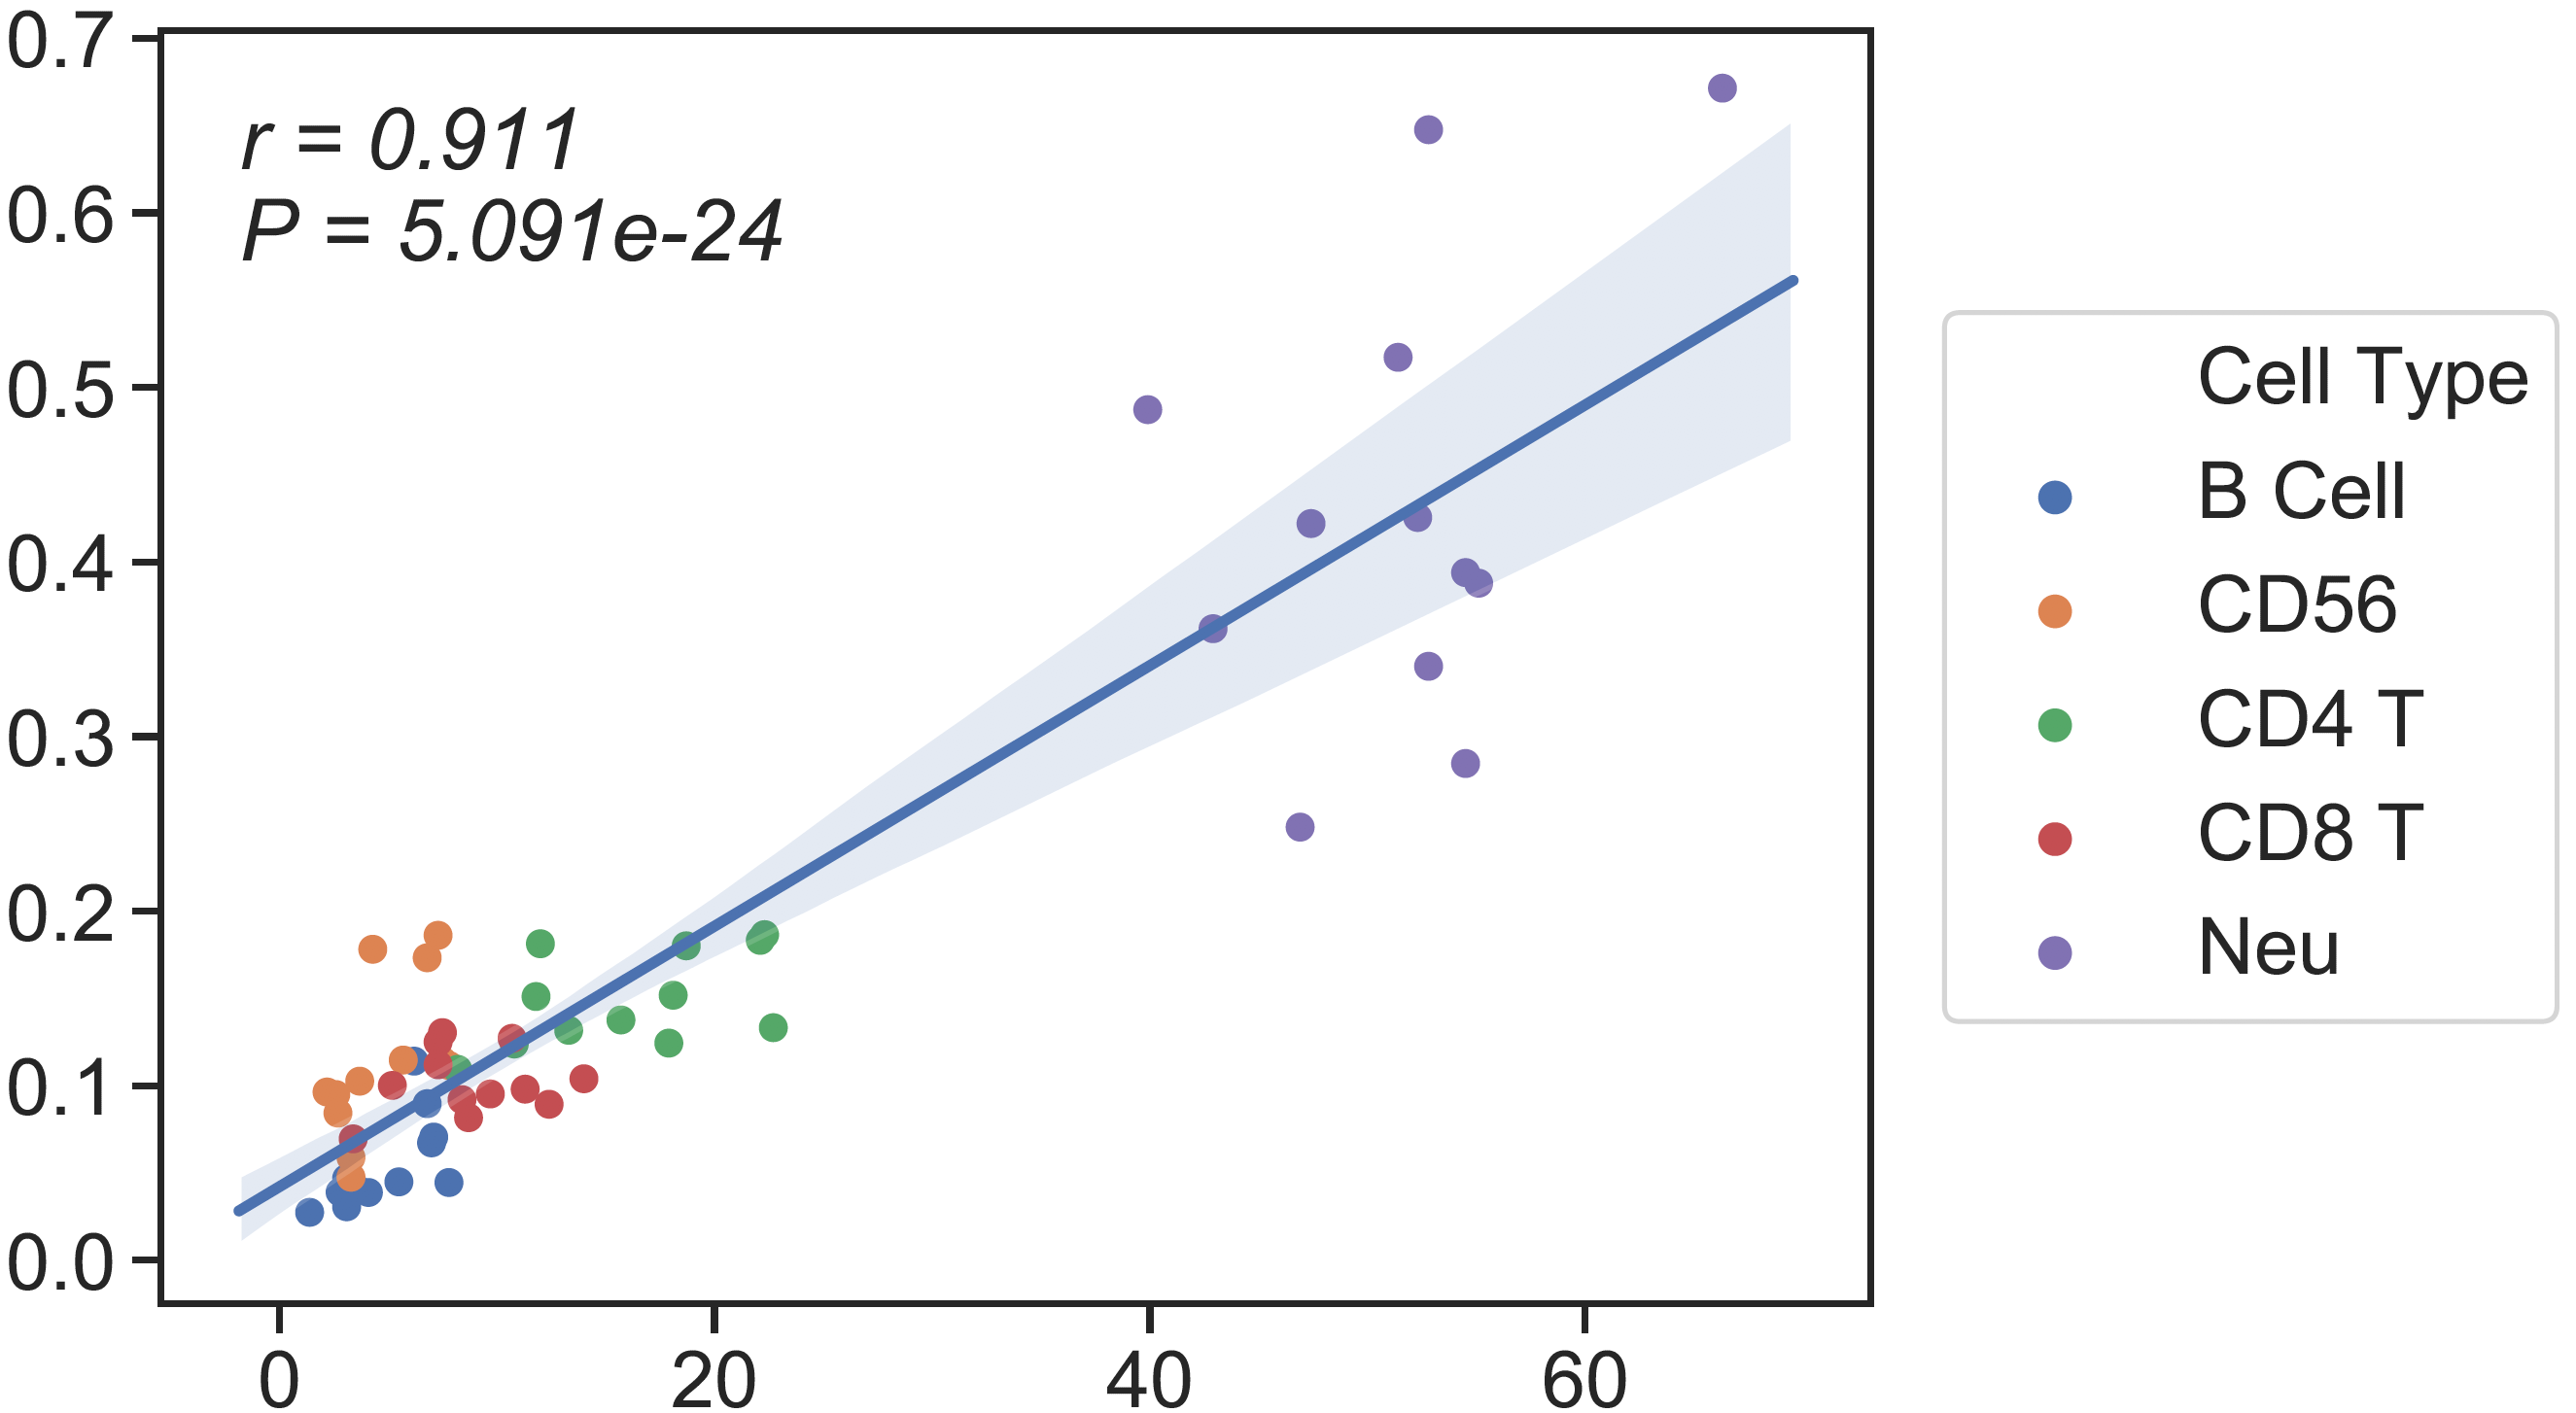 0.7
0.6
0.5
0.4
0.3
0.2
0.1
0.0
r = 0.911
P = 5.091e-24
0 20 40 60
Cell Type
B Cell
CD56
CD4 T
CD8 T
Neu